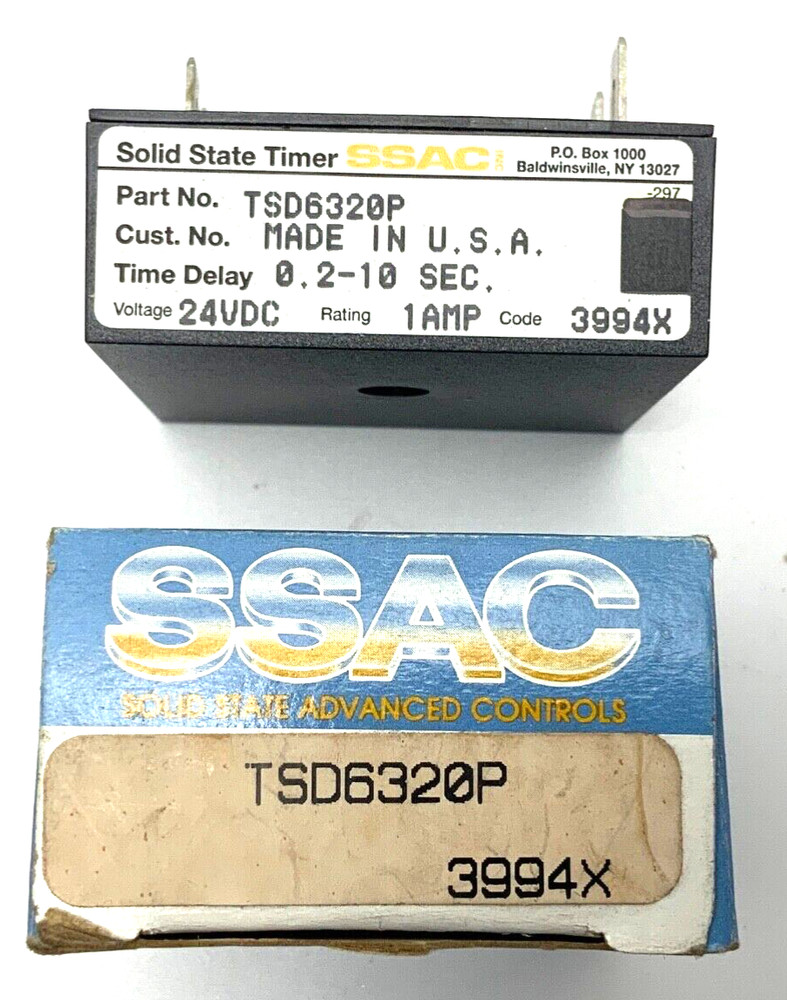 Solid State Timer SSAC INC P.O. Box 1000
Baldwinsville, NY 13027
-297
Part No. TSD6320P
Cust. No. MADE IN U.S.A.
Time Delay 0.2-10 SEC.
Voltage 24VDC Rating 1AMP Code 3994X
SSAC
SOLID STATE ADVANCED CONTROLS
TSD6320P
3994X